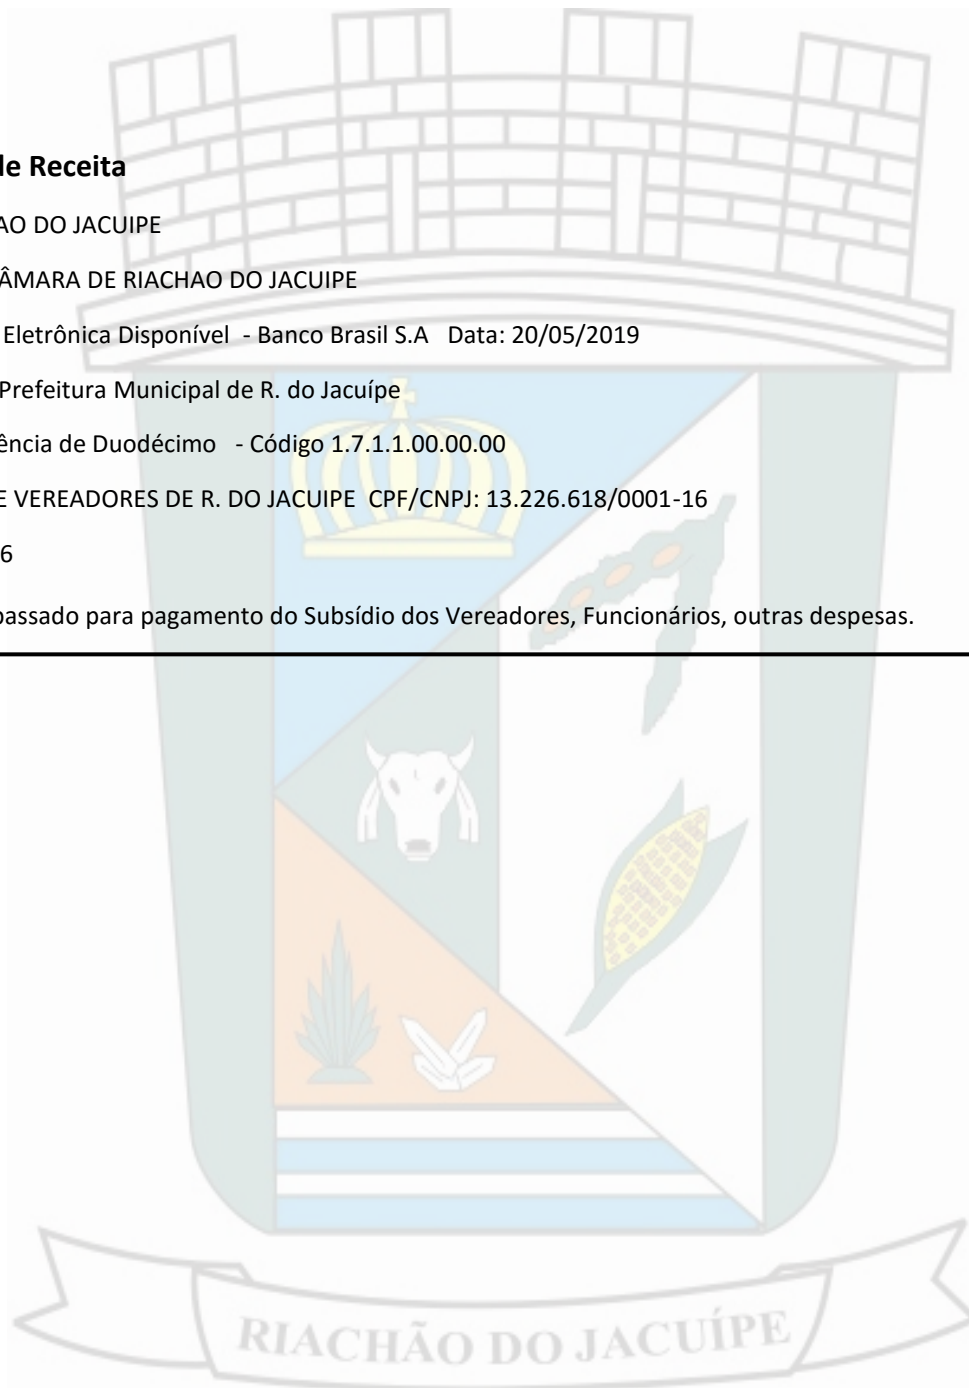 de Receita
AO DO JACUIPE
ÂMARA DE RIACHAO DO JACUIPE
Eletrônica Disponível - Banco Brasil S.A Data: 20/05/2019
Prefeitura Municipal de R. do Jacuípe
ência de Duodécimo - Código 1.7.1.1.00.00.00
E VEREADORES DE R. DO JACUIPE CPF/CNPJ: 13.226.618/0001-16
6
passado para pagamento do Subsídio dos Vereadores, Funcionários, outras despesas.
RIACHÃO DO JACUÍPE